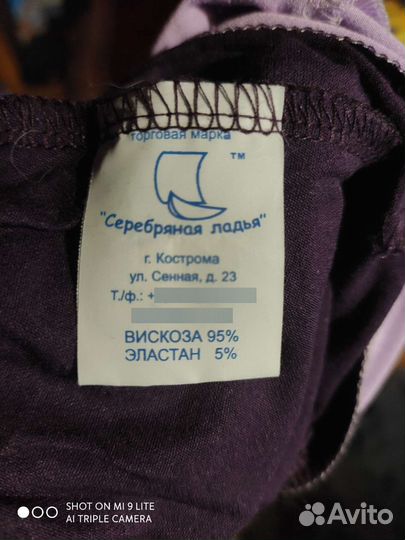 торговая марка
TM
"Серебряная ладья"
г. Кострома
ул. Сенная, д. 23
Т./ф.: +
ВИСКОЗА 95%
ЭЛАСТАН 5%
SHOT ON MI 9 LITE
AI TRIPLE CAMERA
Avito